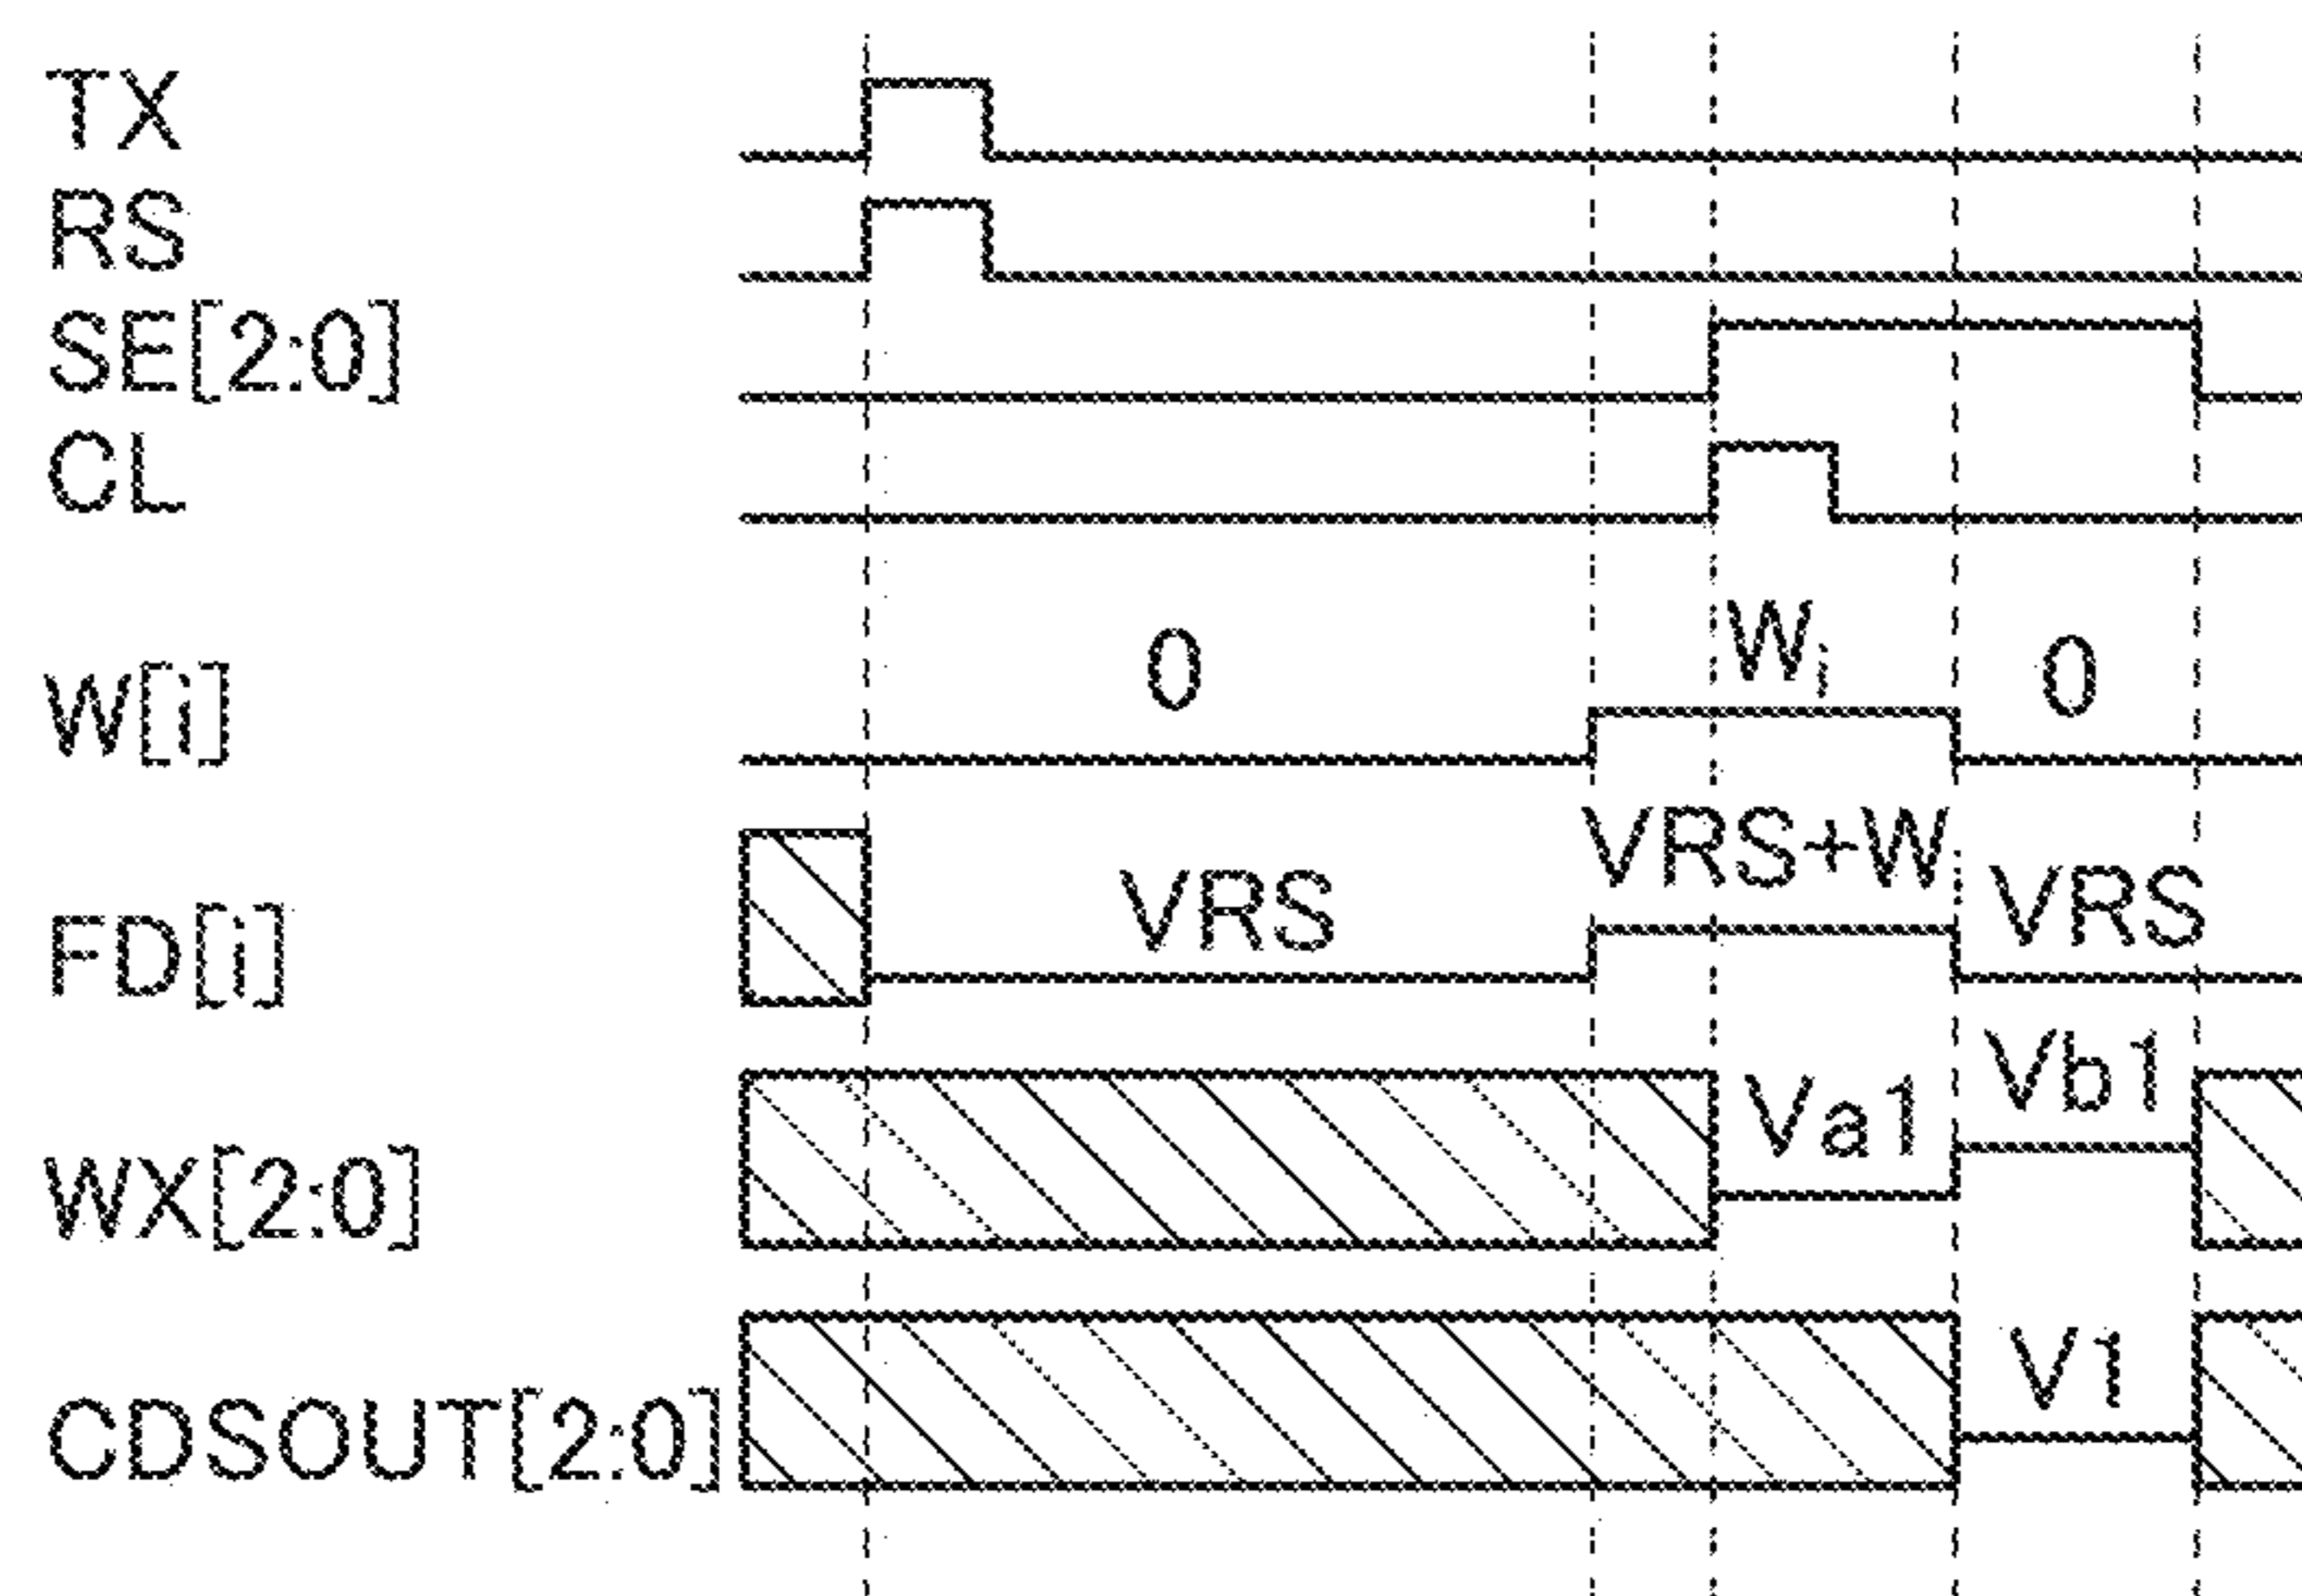 TX
RS
SE[2:0]
CL
W[i] 0 Wi 0
FD[i] VRS VRS+Wi VRS
WX[2:0] Va1 Vb1
CDSOUT[2:0] V1